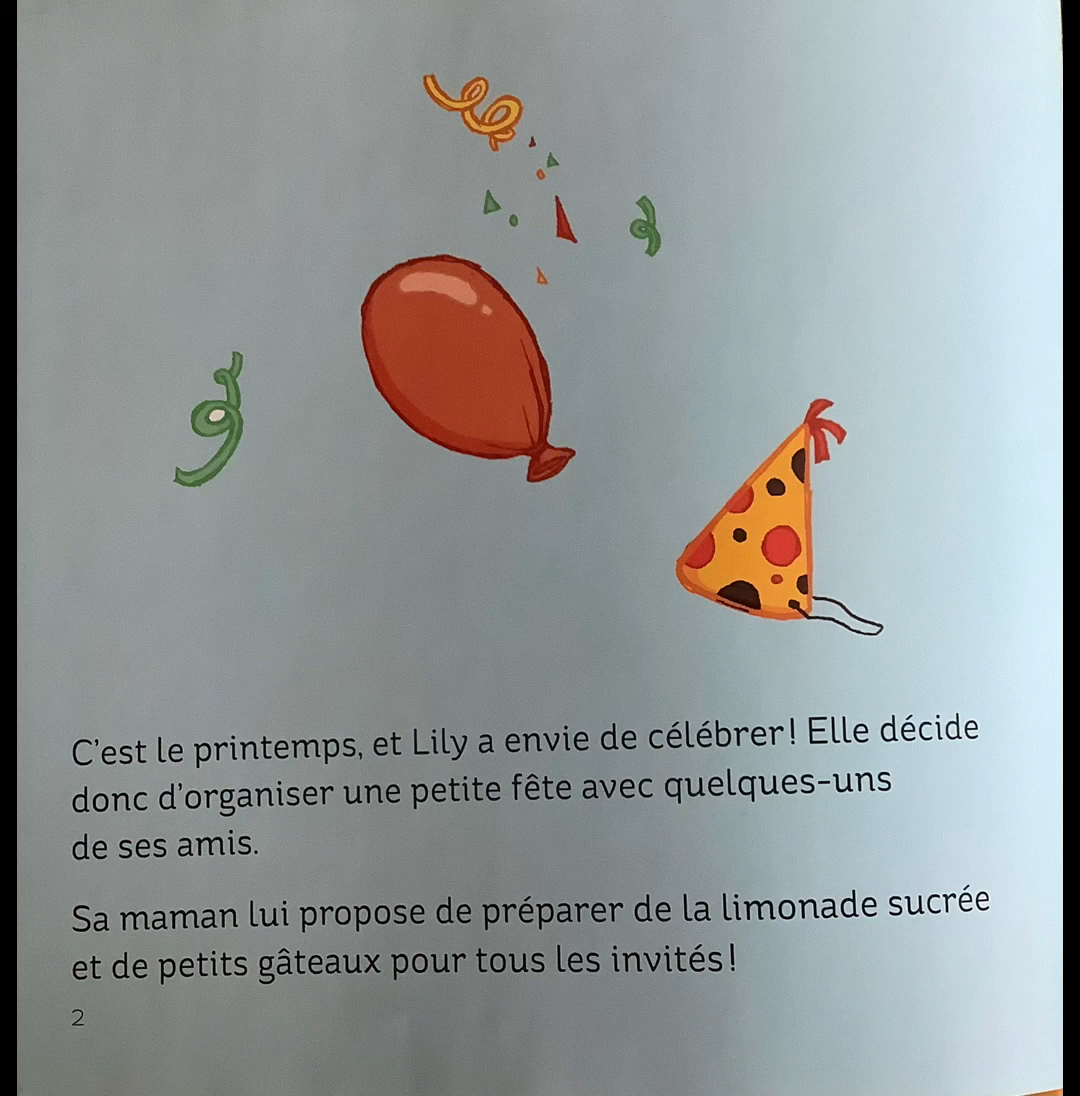 C'est le printemps, et Lily a envie de célébrer! Elle décide
donc d'organiser une petite fête avec quelques-uns
de ses amis.
Sa maman lui propose de préparer de la limonade sucrée
et de petits gâteaux pour tous les invités!
2